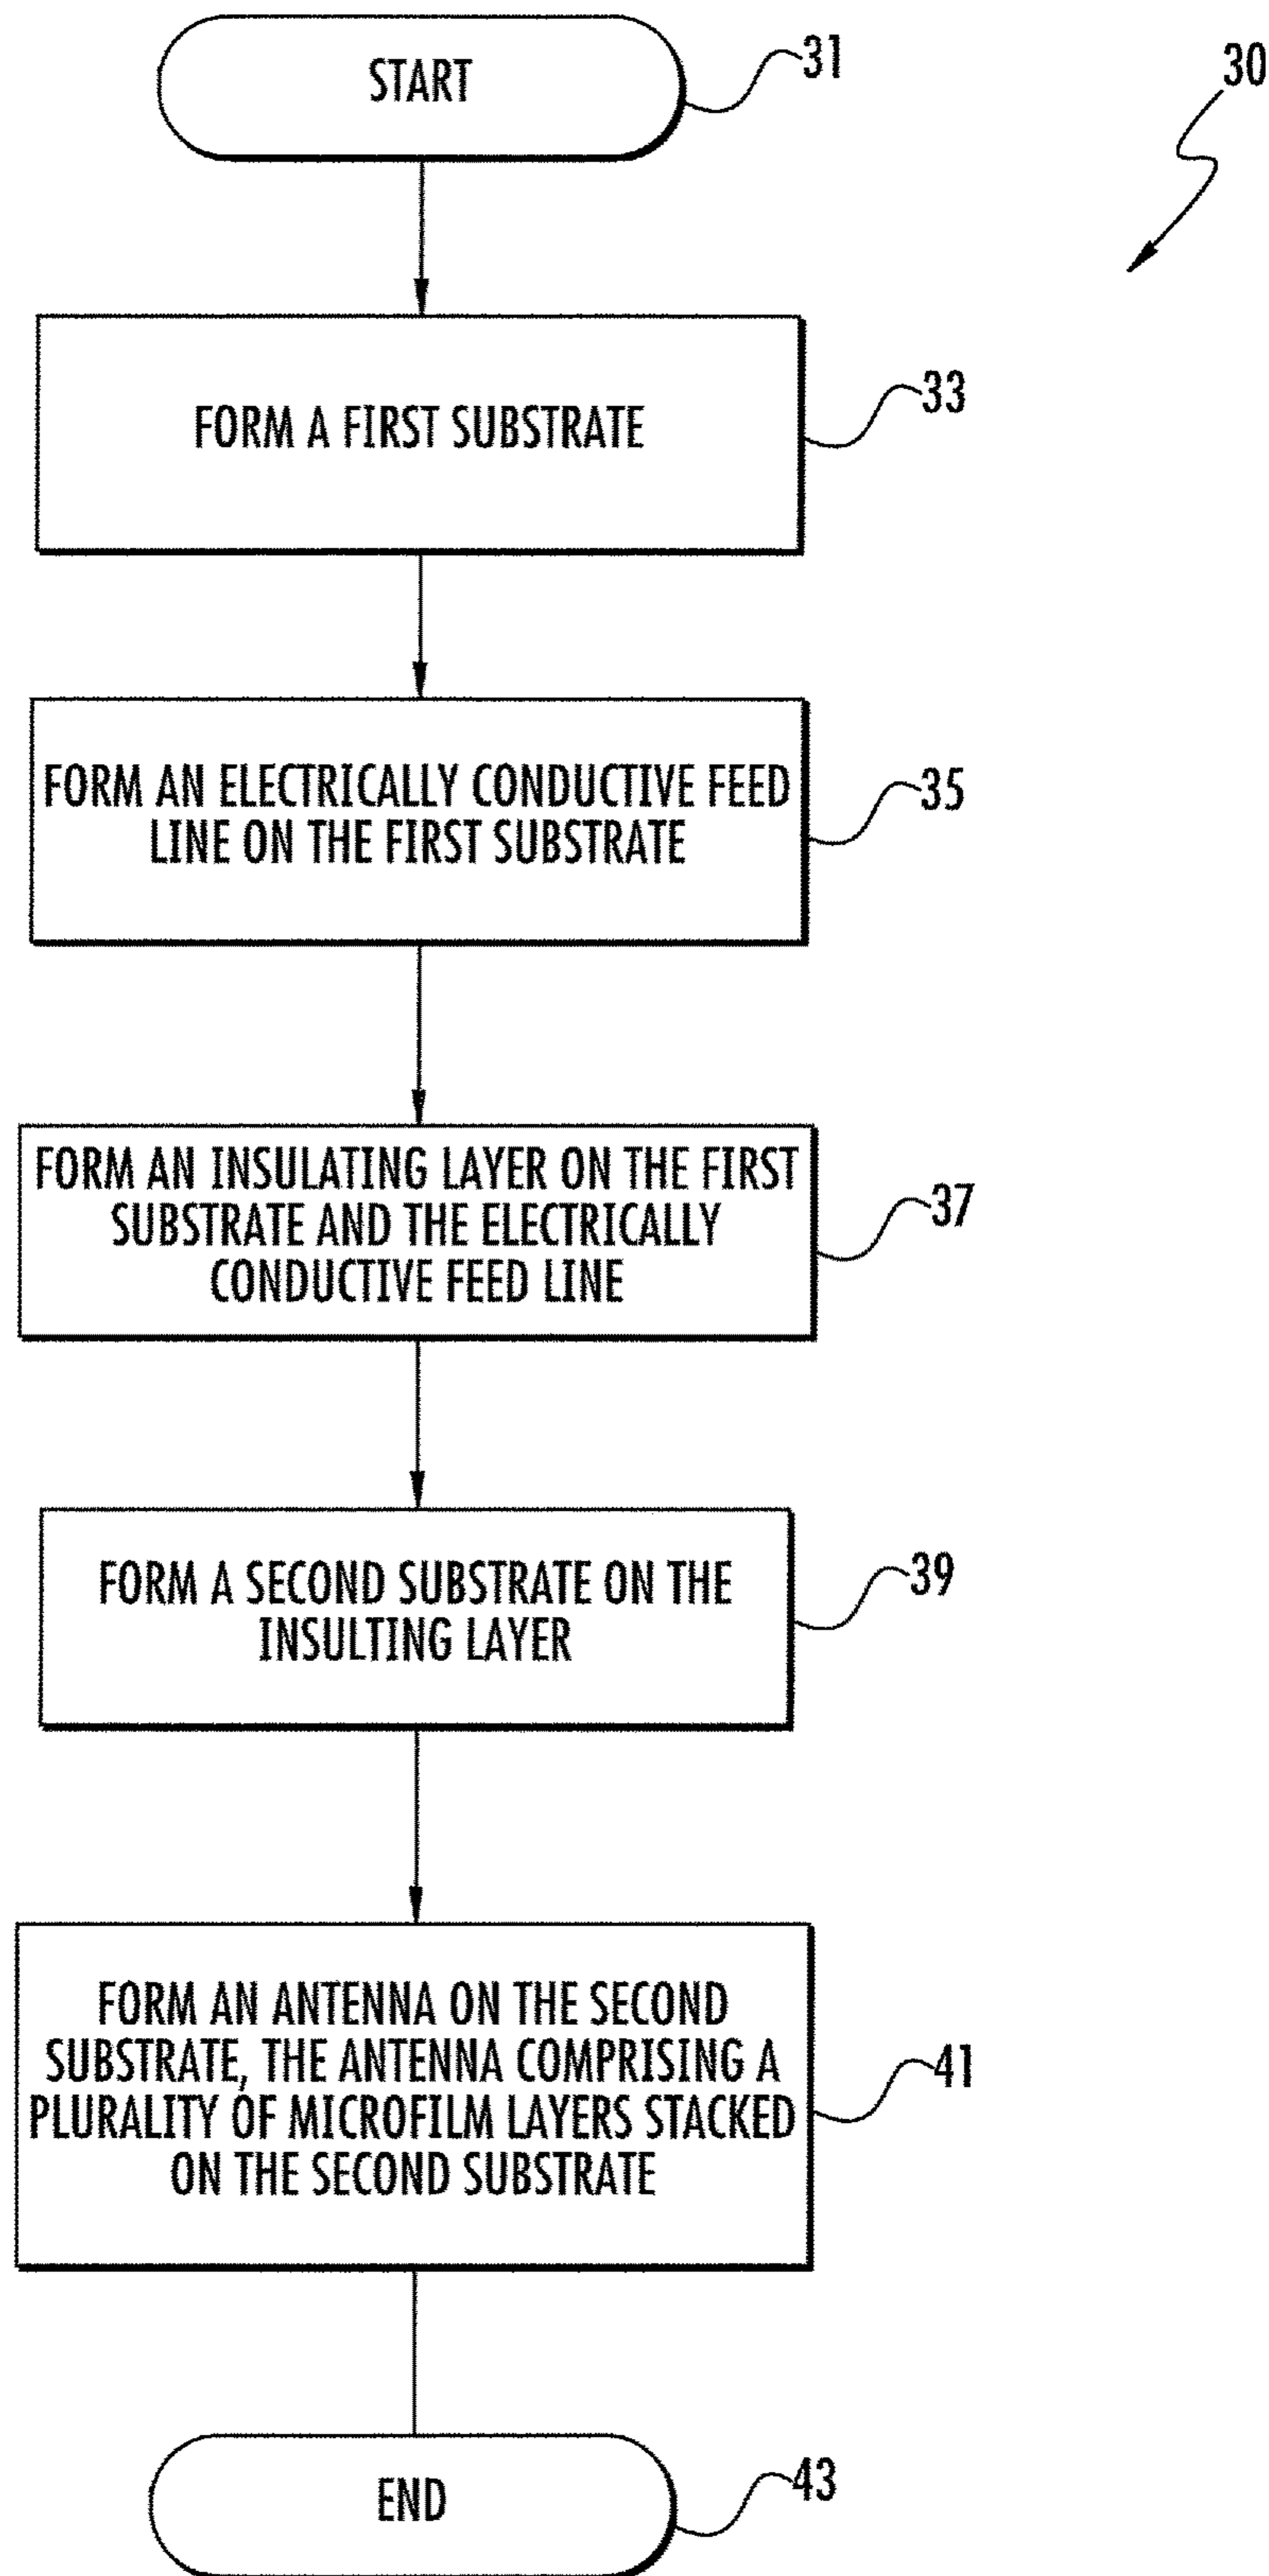 START
31
30
FORM A FIRST SUBSTRATE
33
FORM AN ELECTRICALLY CONDUCTIVE FEED
LINE ON THE FIRST SUBSTRATE
35
FORM AN INSULATING LAYER ON THE FIRST
SUBSTRATE AND THE ELECTRICALLY
CONDUCTIVE FEED LINE
37
FORM A SECOND SUBSTRATE ON THE
INSULTING LAYER
39
FORM AN ANTENNA ON THE SECOND
SUBSTRATE, THE ANTENNA COMPRISING A
PLURALITY OF MICROFILM LAYERS STACKED
ON THE SECOND SUBSTRATE
41
END
43